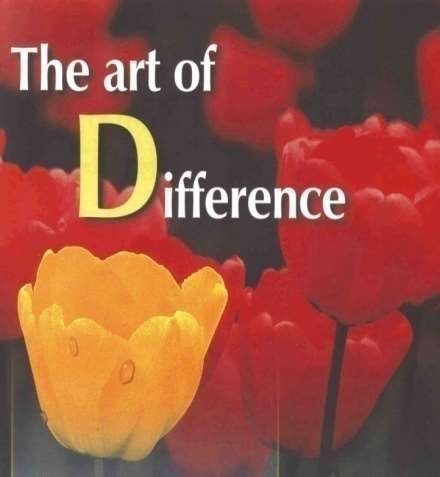 The art of
Difference